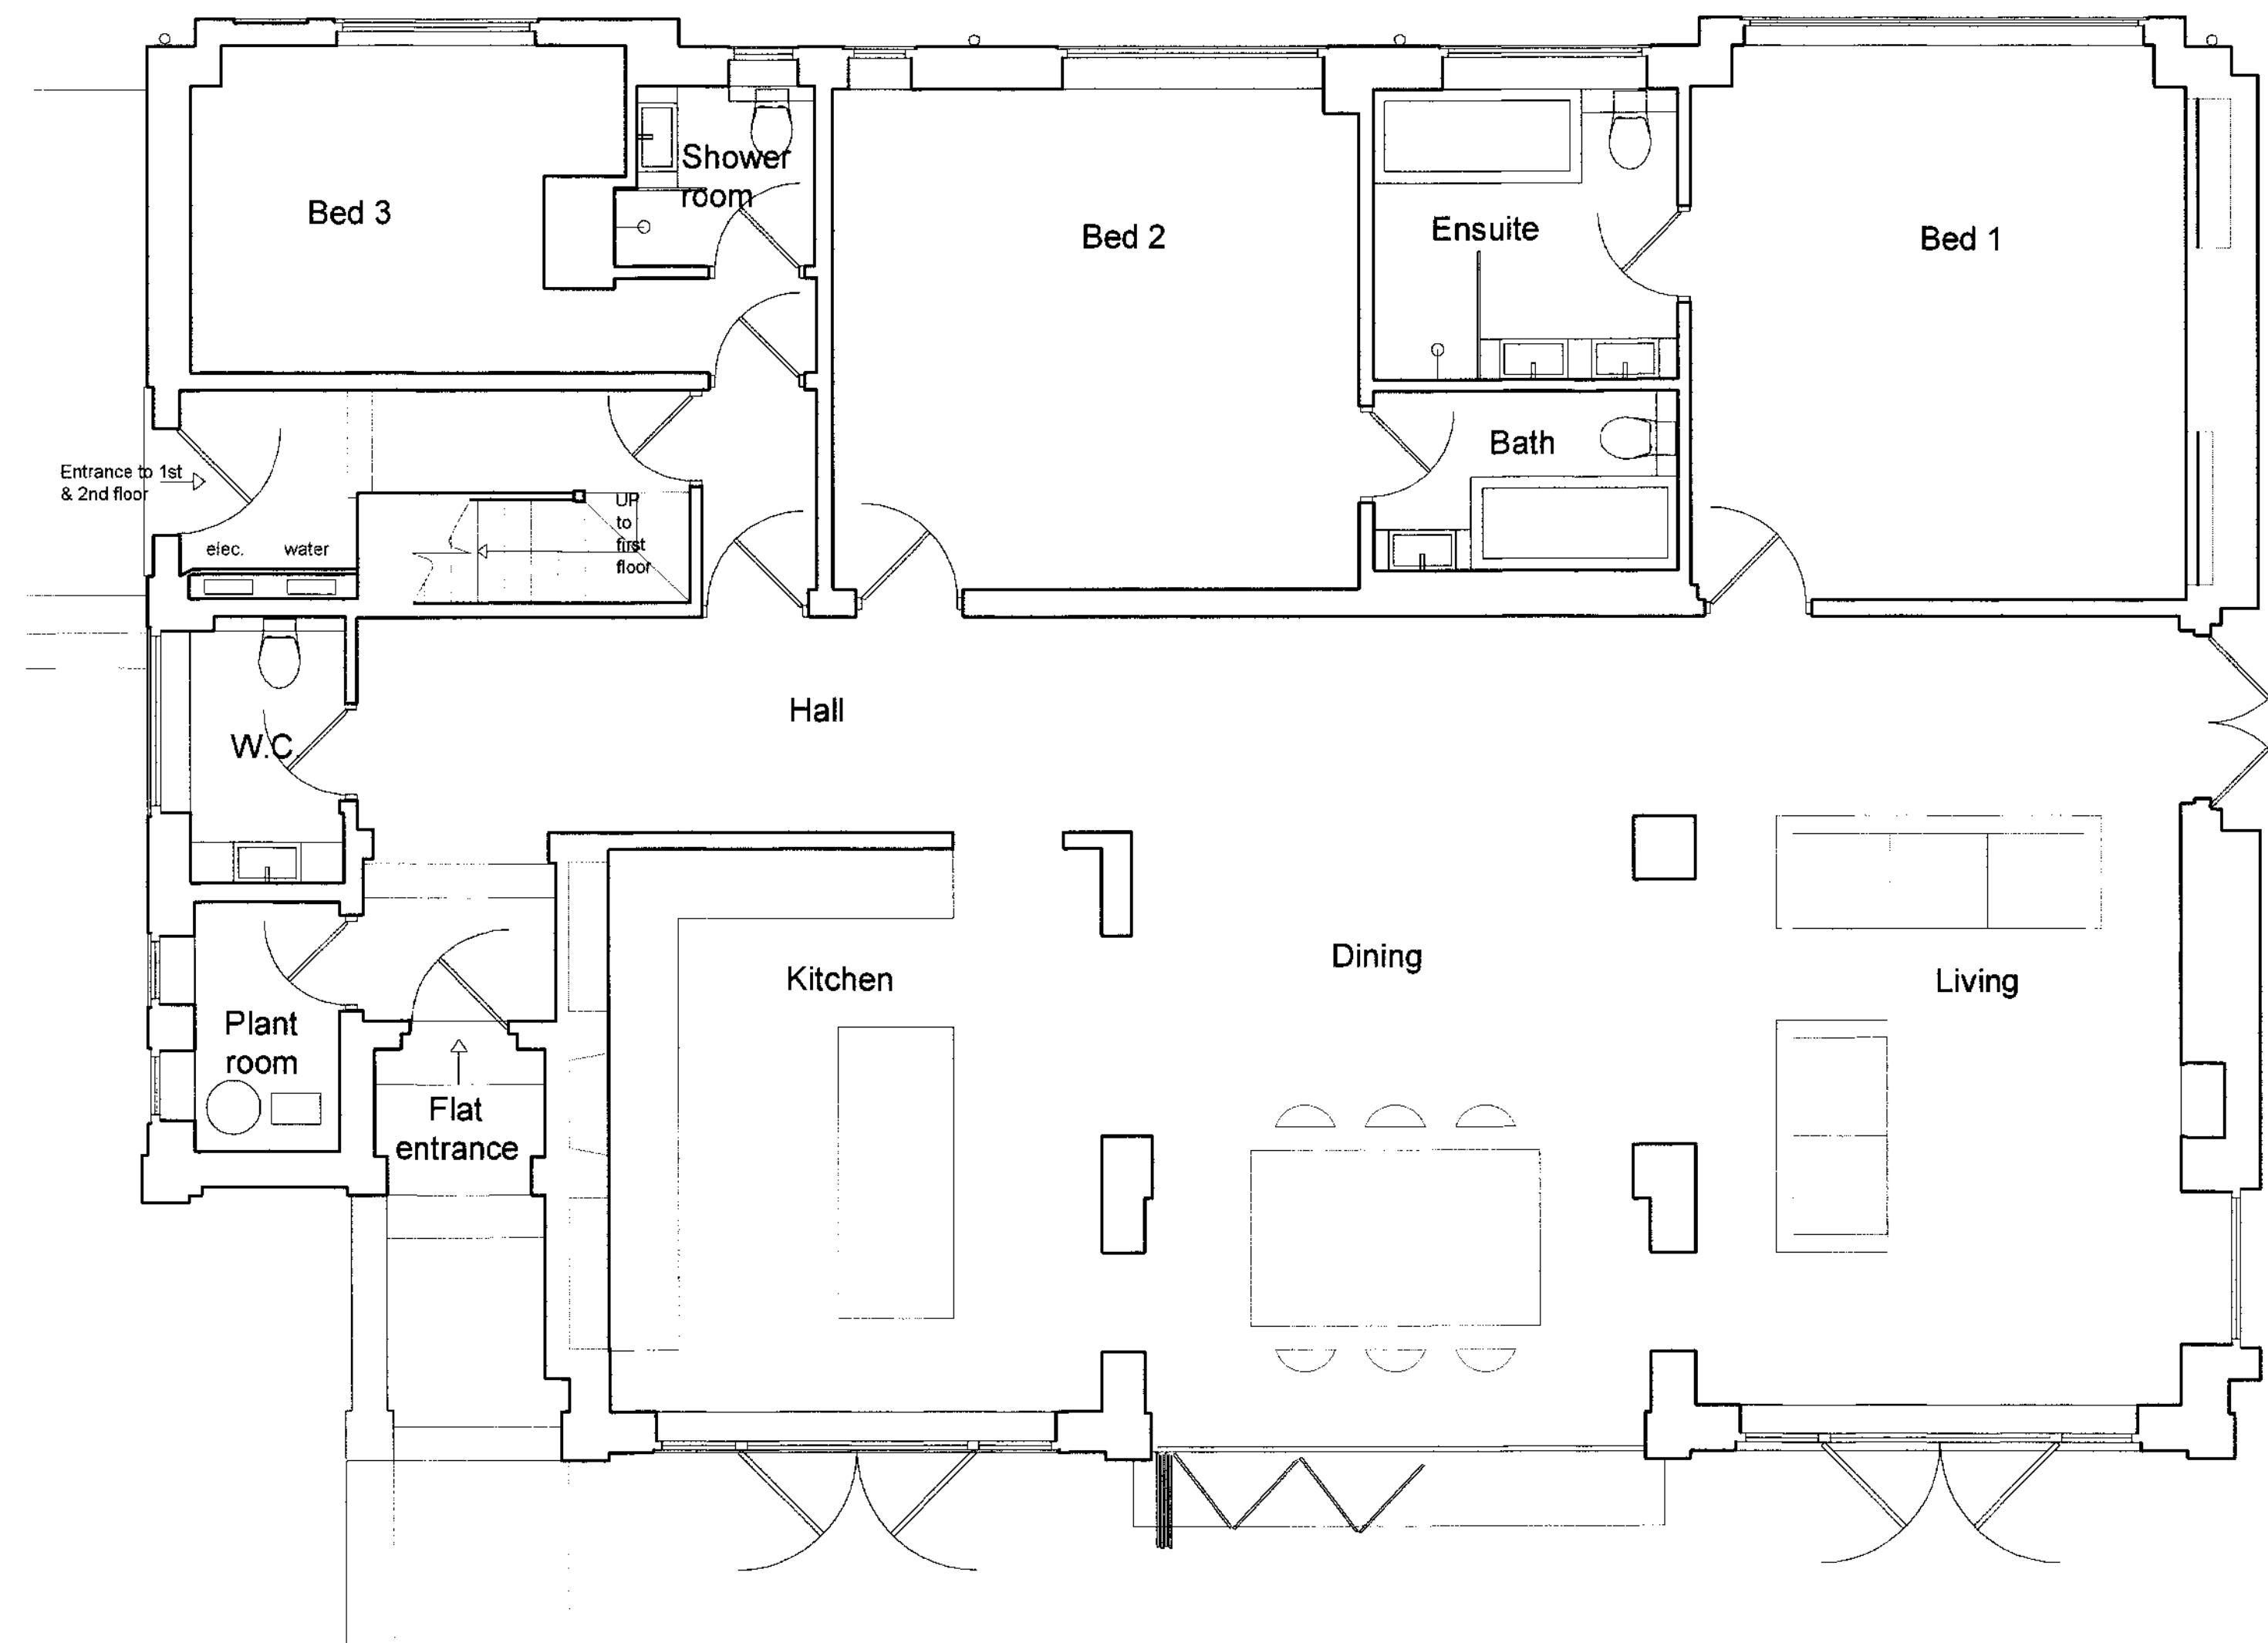 Shower
room
Bed 3
Bed 2
Ensuite
Bed 1
Entrance to 1st
& 2nd floor
Bath
UP
to
first
floor
elec.
water
Hall
W.C.
Kitchen
Dining
Living
Plant
room
Flat
entrance